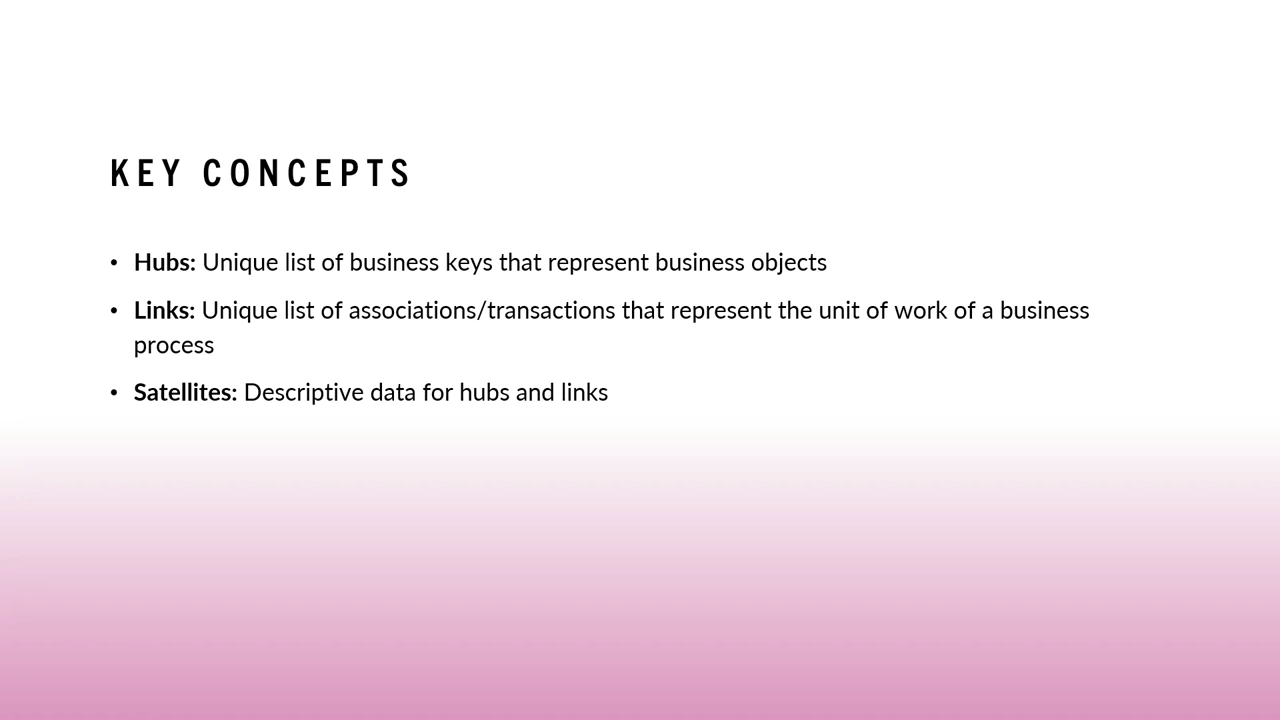 KEY CONCEPTS
• Hubs: Unique list of business keys that represent business objects
• Links: Unique list of associations/transactions that represent the unit of work of a business
process
• Satellites: Descriptive data for hubs and links